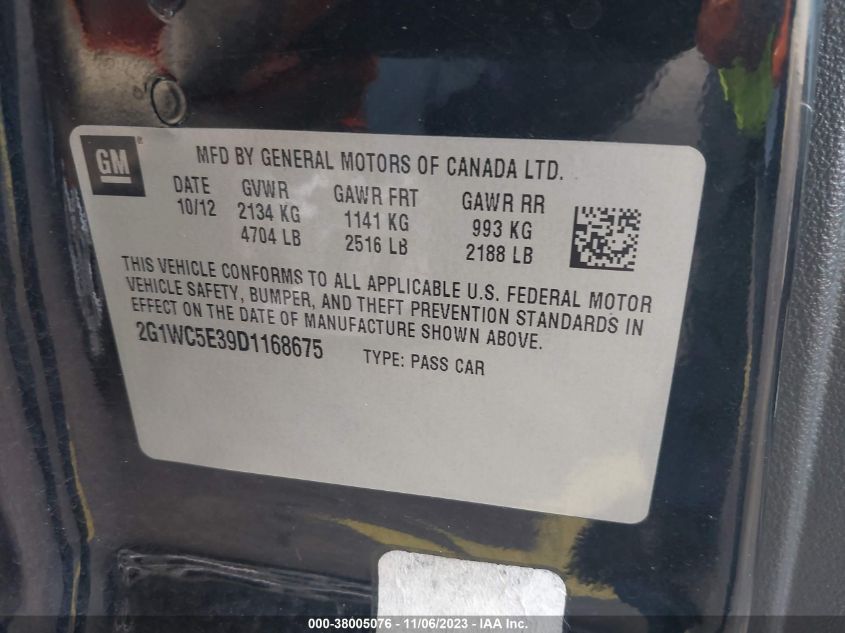 GM
MFD BY GENERAL MOTORS OF CANADA LTD.
DATE GVWR GAWR FRT GAWR RR
10/12 2134 KG 1141 KG 993 KG
4704 LB 2516 LB 2188 LB
THIS VEHICLE CONFORMS TO ALL APPLICABLE U.S. FEDERAL MOTOR
VEHICLE SAFETY, BUMPER, AND THEFT PREVENTION STANDARDS IN
EFFECT ON THE DATE OF MANUFACTURE SHOWN ABOVE.
2G1WC5E39D1168675 TYPE: PASS CAR
000-38005076 - 11/06/2023 - IAA Inc.